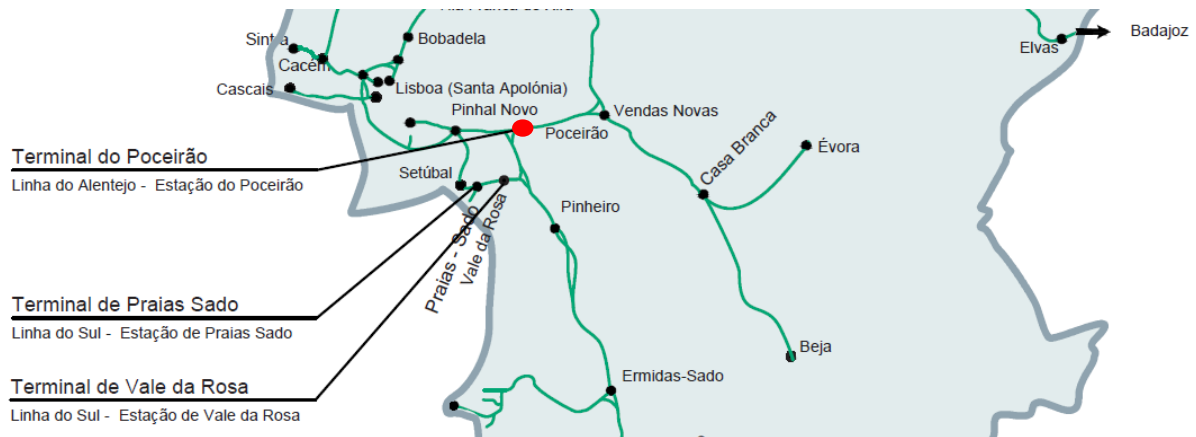 Bobadela
Badajoz
Elvas
Sintra
Cacém
Lisboa (Santa Apolónia)
Cascais
Pinhal Novo
Vendas Novas
Poceirão
Terminal do Poceirão
Linha do Alentejo - Estação do Poceirão
Casa Branca
Évora
Setúbal
Pinheiro
Praias - Sado
Vale da Rosa
Terminal de Praias Sado
Linha do Sul - Estação de Praias Sado
Beja
Terminal de Vale da Rosa
Linha do Sul - Estação de Vale da Rosa
Ermidas-Sado